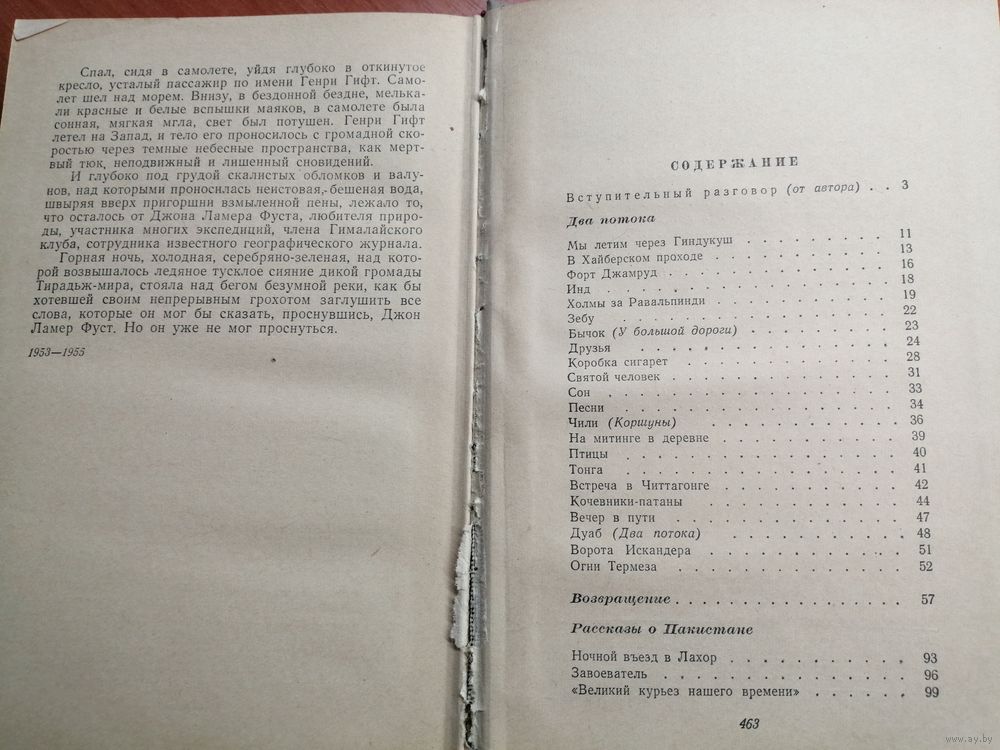 Спал, сидя в самолете, уйдя глубоко в откинутое
кресло, усталый пассажир по имени Генри Гифт. Само-
лет шел над морем. Внизу, в бездонной бездне, мелька-
ли красные и белые вспышки маяков, в самолете была
сонная, мягкая мгла, свет был потушен. Генри Гифт
летел на Запад, и тело его проносилось с громадной ско-
ростью через темные небесные пространства, как мерт-
вый тюк, неподвижный и лишенный сновидений.
И глубоко под грудой скалистых обломков и валу-
нов, над которыми проносилась неистовая, бешеная вода,
швыряя вверх пригоршни взмыленной пены, лежало то,
что осталось от Джона Ламера Фуста, любителя приро-
ды, участника многих экспедиций, члена Гималайского
клуба, сотрудника известного географического журнала.
Горная ночь, холодная, серебряно-зеленая, над кото-
рой возвышалось ледяное тусклое сияние дикой громады
Тирадьж-мира, стояла над бегом безумной реки, как бы
хотевшей своим непрерывным грохотом заглушить все
слова, которые он мог бы сказать, проснувшись, Джон
Ламер Фуст. Но он уже не мог проснуться.
1953—1955
СОДЕРЖАНИЕ
Вступительный разговор (от автора) . . 3
Два потока
Мы летим через Гиндукуш . . . . . . . . 11
В Хайберском проходе . . . . . . . . . 13
Форт Джамруд . . . . . . . . . . . 16
Инд . . . . . . . . . . . . . . 18
Холмы за Равальпинди . . . . . . . . . 19
Зебу . . . . . . . . . . . . . . 22
Бычок (У большой дороги) . . . . . . . . 23
Друзья . . . . . . . . . . . . . 24
Коробка сигарет . . . . . . . . . . 28
Святой человек . . . . . . . . . . . 31
Сон . . . . . . . . . . . . . . 33
Песни . . . . . . . . . . . . . 34
Чили (Коршуны) . . . . . . . . . . . 36
На митинге в деревне . . . . . . . . . 39
Птицы . . . . . . . . . . . . . 40
Тонга . . . . . . . . . . . . . 41
Встреча в Читтагонге . . . . . . . . . 42
Кочевники-патаны . . . . . . . . . . 44
Вечер в пути . . . . . . . . . . . 47
Дуаб (Два потока) . . . . . . . . . 48
Ворота Искандера . . . . . . . . . . 51
Огни Термеза . . . . . . . . . . . 52
Возвращение . . . . . . . . . . . . 57
Рассказы о Пакистане
Ночной въезд в Лахор . . . . . . . . . 93
Завоеватель . . . . . . . . . . . . 96
«Великий курьез нашего времени» . . . . . . 99
463
www.ay.by